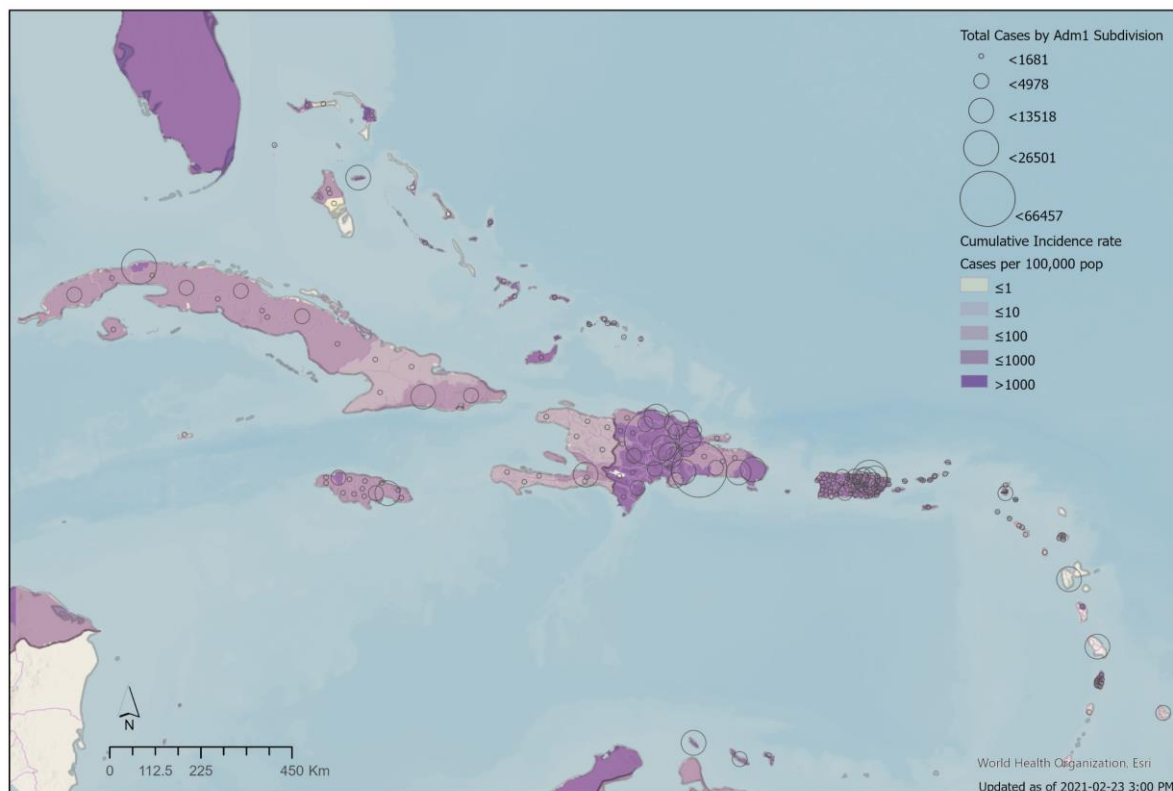 Total Cases by Adm1 Subdivision
<1681
<4978
<13518
<26501
<66457
Cumulative Incidence rate
Cases per 100,000 pop
≤1
≤10
≤100
≤1000
>1000
N
0 112.5 225 450 Km
World Health Organization, Esri
Updated as of 2021-02-23 3:00 PM